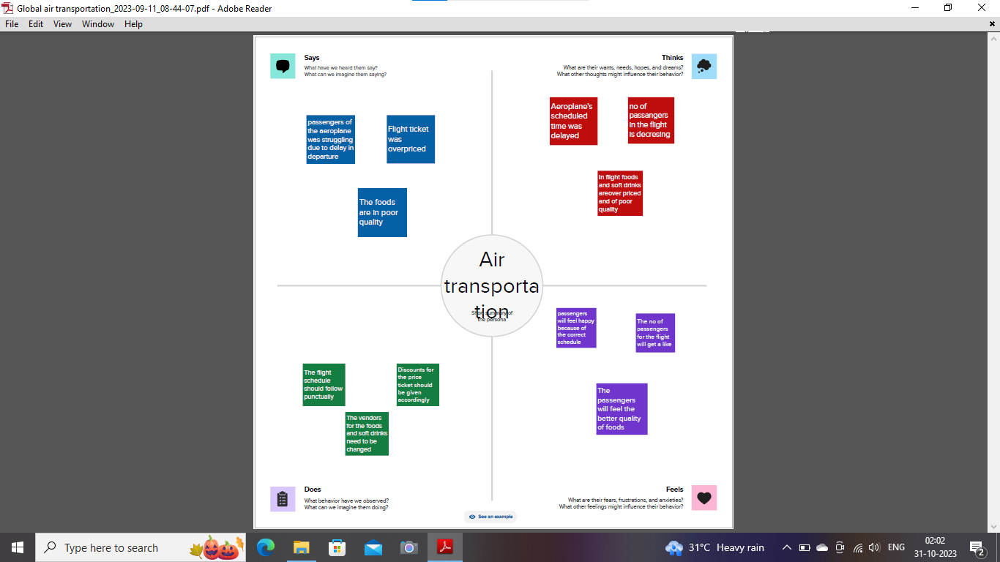 Global air transportation_2023-09-11_08-44-07.pdf - Adobe Reader
File Edit View Window Help
Says
What have we heard them say?
What can we imagine them saying?
Thinks
What are their wants, needs, hopes, and dreams?
What other thoughts might influence their behavior?
passengers of
the aeroplane
was struggling
due to delay in
departure
Flight ticket
was
overpriced
The foods
are in poor
quality
Aeroplane's
scheduled
time was
delayed
no of
passangers
in the flight
is decresing
In flight foods
and soft drinks
areover priced
and of poor
quality
Air
transporta
tion
Short summary of
the persona
The flight
schedule
should follow
punctually
Discounts for
the price
ticket should
be given
accordingly
The vendors
for the foods
and soft drinks
need to be
changed
passengers
will feel happy
because of
the correct
schedule
The no of
passengers
for the flight
will get a like
The
passengers
will feel the
better quality
of foods
Does
What behavior have we observed?
What can we imagine them doing?
Feels
What are their fears, frustrations, and anxieties?
What other feelings might influence their behavior?
See an example
Type here to search
31°C Heavy rain
ENG
02:02
31-10-2023
2